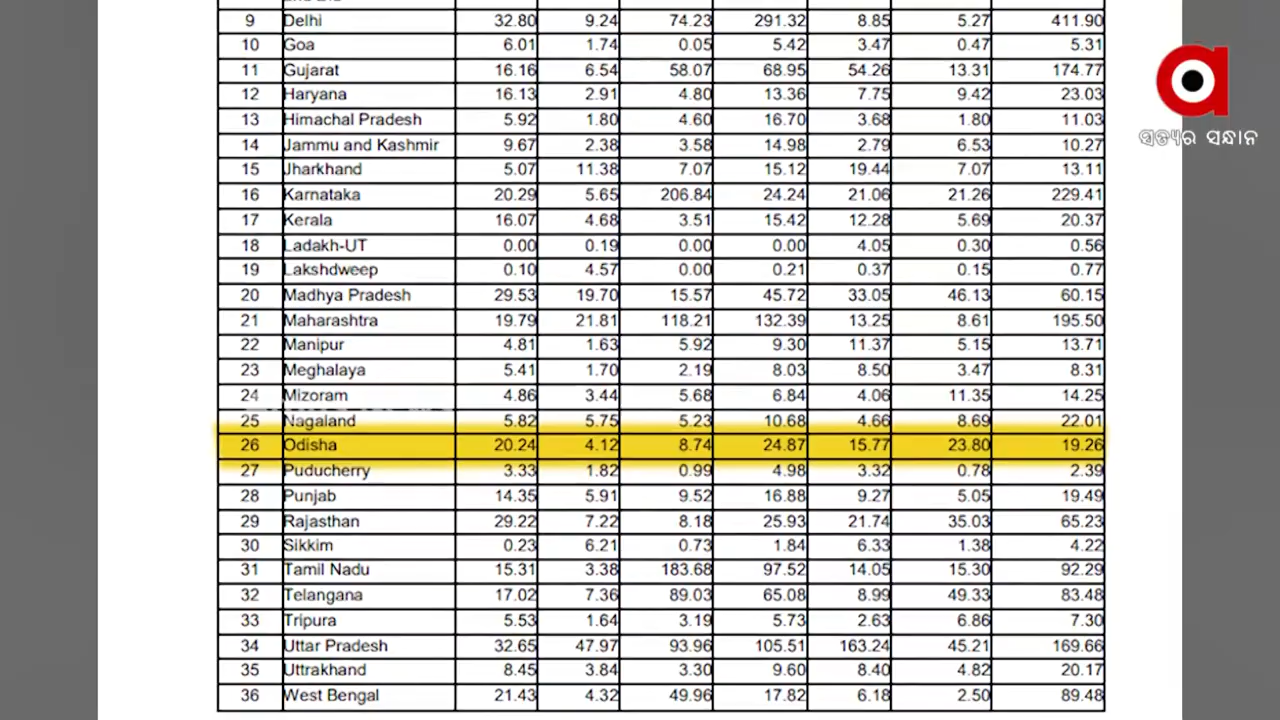 9 Delhi 32.80 9.24 74.23 291.32 8.85 5.27 411.90
10 Goa 6.01 1.74 0.05 5.42 3.47 0.47 5.31
11 Gujarat 16.16 6.54 58.07 68.95 54.26 13.31 174.77
12 Haryana 16.13 2.91 4.80 13.36 7.75 9.42 23.03
13 Himachal Pradesh 5.92 1.80 4.60 16.70 3.68 1.80 11.03
14 Jammu and Kashmir 9.67 2.38 3.58 14.98 2.79 6.53 10.27
15 Jharkhand 5.07 11.38 7.07 15.12 19.44 7.07 13.11
16 Karnataka 20.29 5.65 206.84 24.24 21.06 21.26 229.41
17 Kerala 16.07 4.68 3.51 15.42 12.28 5.69 20.37
18 Ladakh-UT 0.00 0.19 0.00 0.00 4.05 0.30 0.56
19 Lakshdweep 0.10 4.57 0.00 0.21 0.37 0.15 0.77
20 Madhya Pradesh 29.53 19.70 15.57 45.72 33.05 46.13 60.15
21 Maharashtra 19.79 21.81 118.21 132.39 13.25 8.61 195.50
22 Manipur 4.81 1.63 5.92 9.30 11.37 5.15 13.71
23 Meghalaya 5.41 1.70 2.19 8.03 8.50 3.47 8.31
24 Mizoram 4.86 3.44 5.68 6.84 4.06 11.35 14.25
25 Nagaland 5.82 5.75 5.23 10.68 4.66 8.69 22.01
26 Odisha 20.24 4.12 8.74 24.87 15.77 23.80 19.26
27 Puducherry 3.33 1.82 0.99 4.98 3.32 0.78 2.39
28 Punjab 14.35 5.91 9.52 16.88 9.27 5.05 19.49
29 Rajasthan 29.22 7.22 8.18 25.93 21.74 35.03 65.23
30 Sikkim 0.23 6.21 0.73 1.84 6.33 1.38 4.22
31 Tamil Nadu 15.31 3.38 183.68 97.52 14.05 15.30 92.29
32 Telangana 17.02 7.36 89.03 65.08 8.99 49.33 83.48
33 Tripura 5.53 1.64 3.19 5.73 2.63 6.86 7.30
34 Uttar Pradesh 32.65 47.97 93.96 105.51 163.24 45.21 169.66
35 Uttrakhand 8.45 3.84 3.30 9.60 8.40 4.82 20.17
36 West Bengal 21.43 4.32 49.96 17.82 6.18 2.50 89.48
a
ସତ୍ୟର ସନ୍ଧାନ